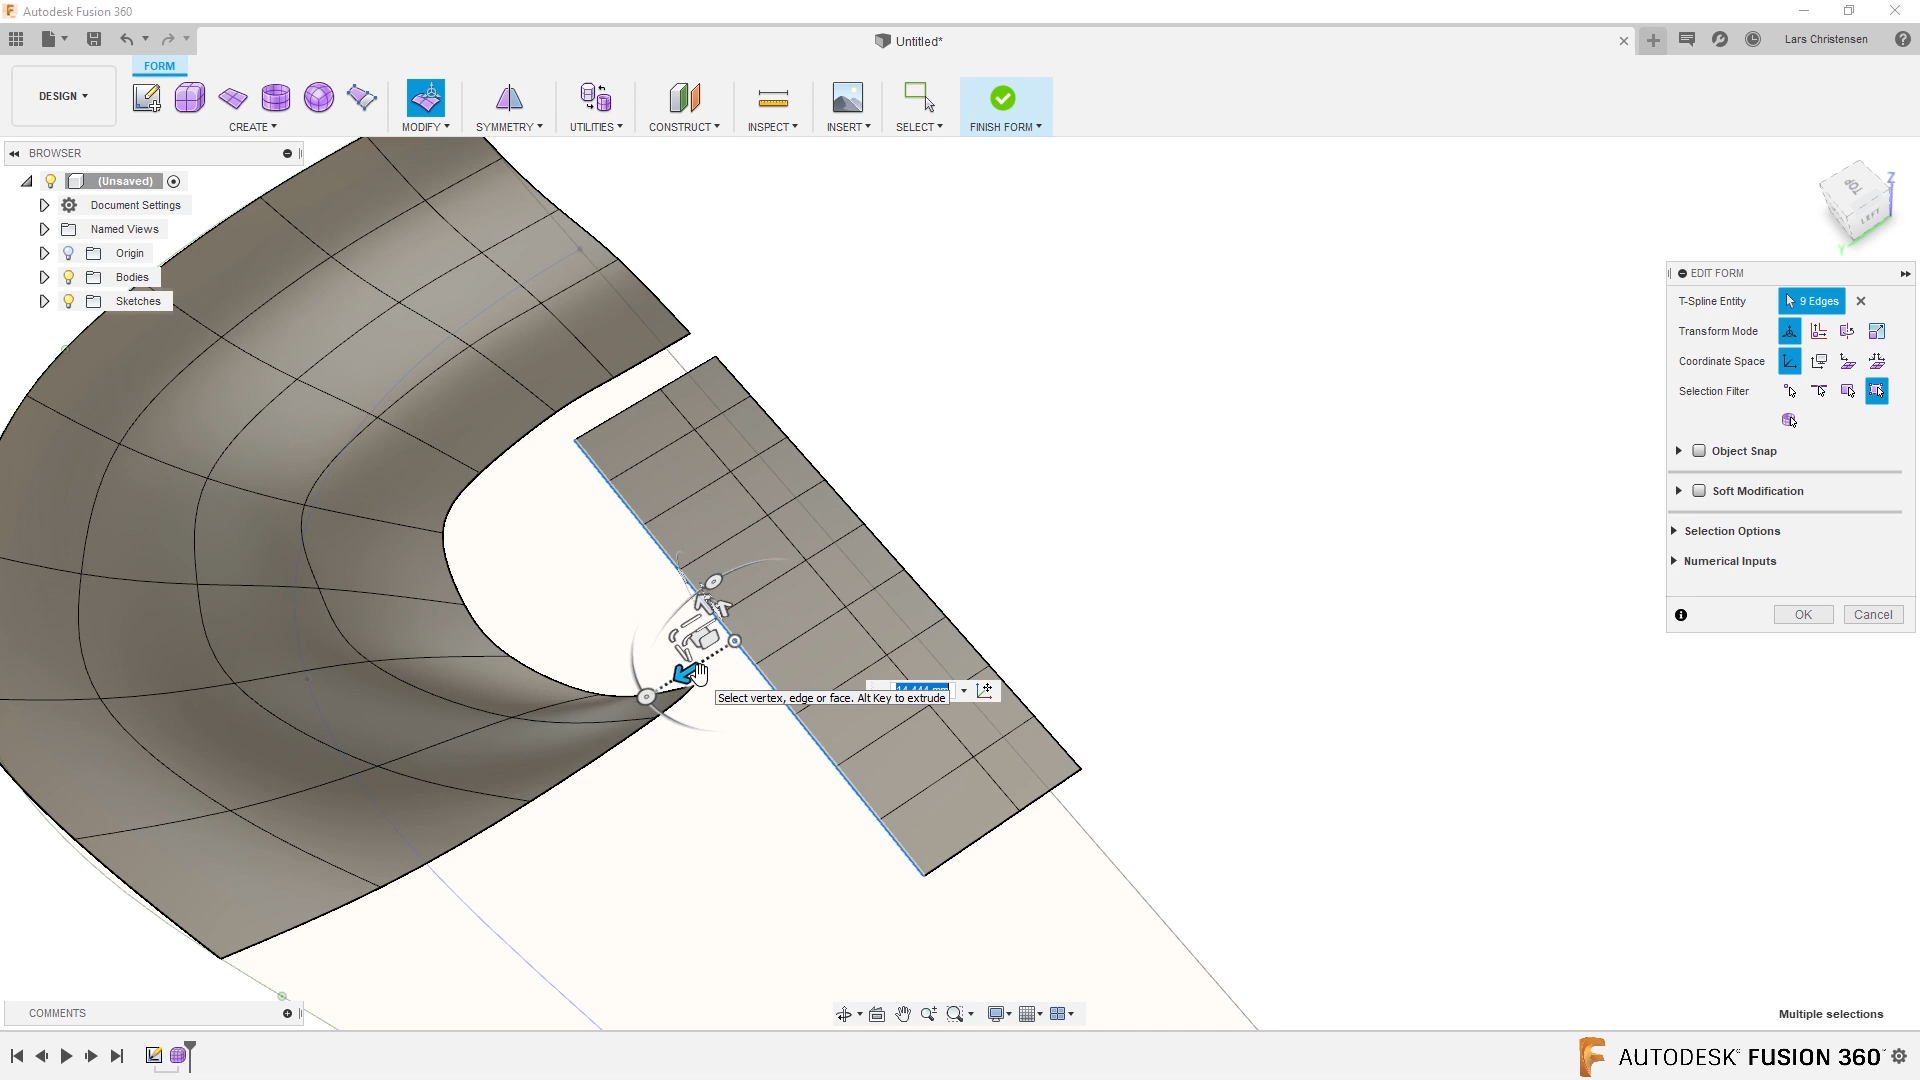 Autodesk Fusion 360
Untitled*
Lars Christensen
FORM
DESIGN
CREATE
MODIFY
SYMMETRY
UTILITIES
CONSTRUCT
INSPECT
INSERT
SELECT
FINISH FORM
BROWSER
(Unsaved)
Document Settings
Named Views
Origin
Bodies
Sketches
TOP
LEFT
Z
Y
EDIT FORM
T-Spline Entity
9 Edges
Transform Mode
Coordinate Space
Selection Filter
Object Snap
Soft Modification
Selection Options
Numerical Inputs
OK
Cancel
Select vertex, edge or face. Alt Key to extrude
COMMENTS
Multiple selections
AUTODESK FUSION 360